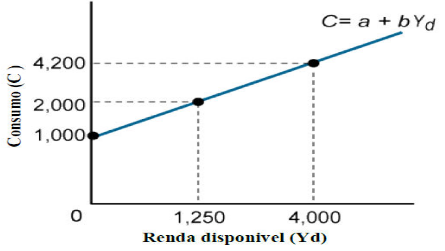 C= a + bYd
Consumo (C )
4,200
2,000
1,000
0
1,250
4,000
Renda disponivel (Yd)